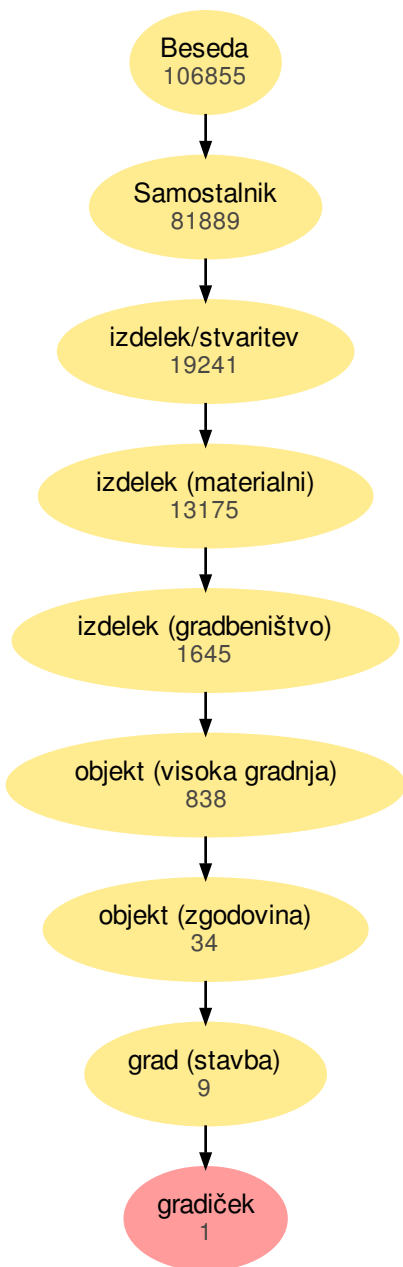 Beseda
106855
Samostalnik
81889
izdelek/stvaritev
19241
izdelek (materialni)
13175
izdelek (gradbeništvo)
1645
objekt (visoka gradnja)
838
objekt (zgodovina)
34
grad (stavba)
9
gradiček
1